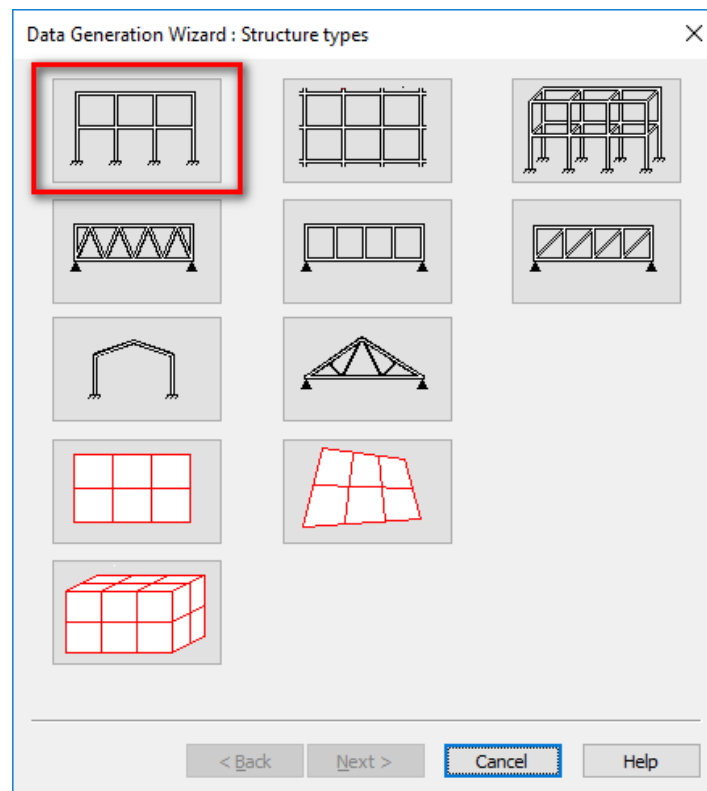 Data Generation Wizard : Structure types
< Back
Next >
Cancel
Help